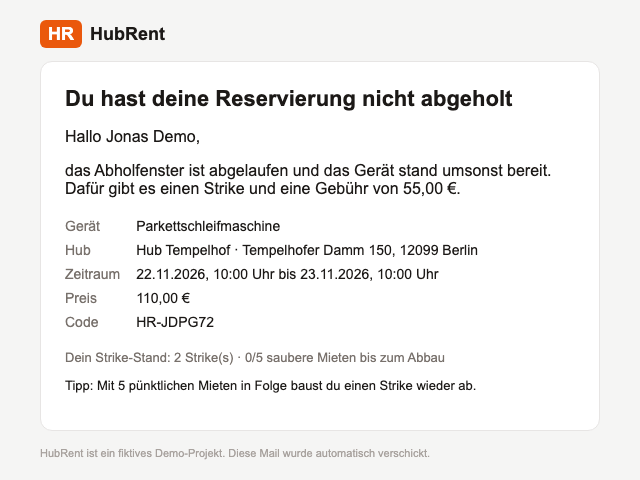 HR HubRent
Du hast deine Reservierung nicht abgeholt
Hallo Jonas Demo,
das Abholfenster ist abgelaufen und das Gerät stand umsonst bereit.
Dafür gibt es einen Strike und eine Gebühr von 55,00 €.
Gerät Parkettschleifmaschine
Hub Hub Tempelhof · Tempelhofer Damm 150, 12099 Berlin
Zeitraum 22.11.2026, 10:00 Uhr bis 23.11.2026, 10:00 Uhr
Preis 110,00 €
Code HR-JDPG72
Dein Strike-Stand: 2 Strike(s) · 0/5 saubere Mieten bis zum Abbau
Tipp: Mit 5 pünktlichen Mieten in Folge baust du einen Strike wieder ab.
HubRent ist ein fiktives Demo-Projekt. Diese Mail wurde automatisch verschickt.